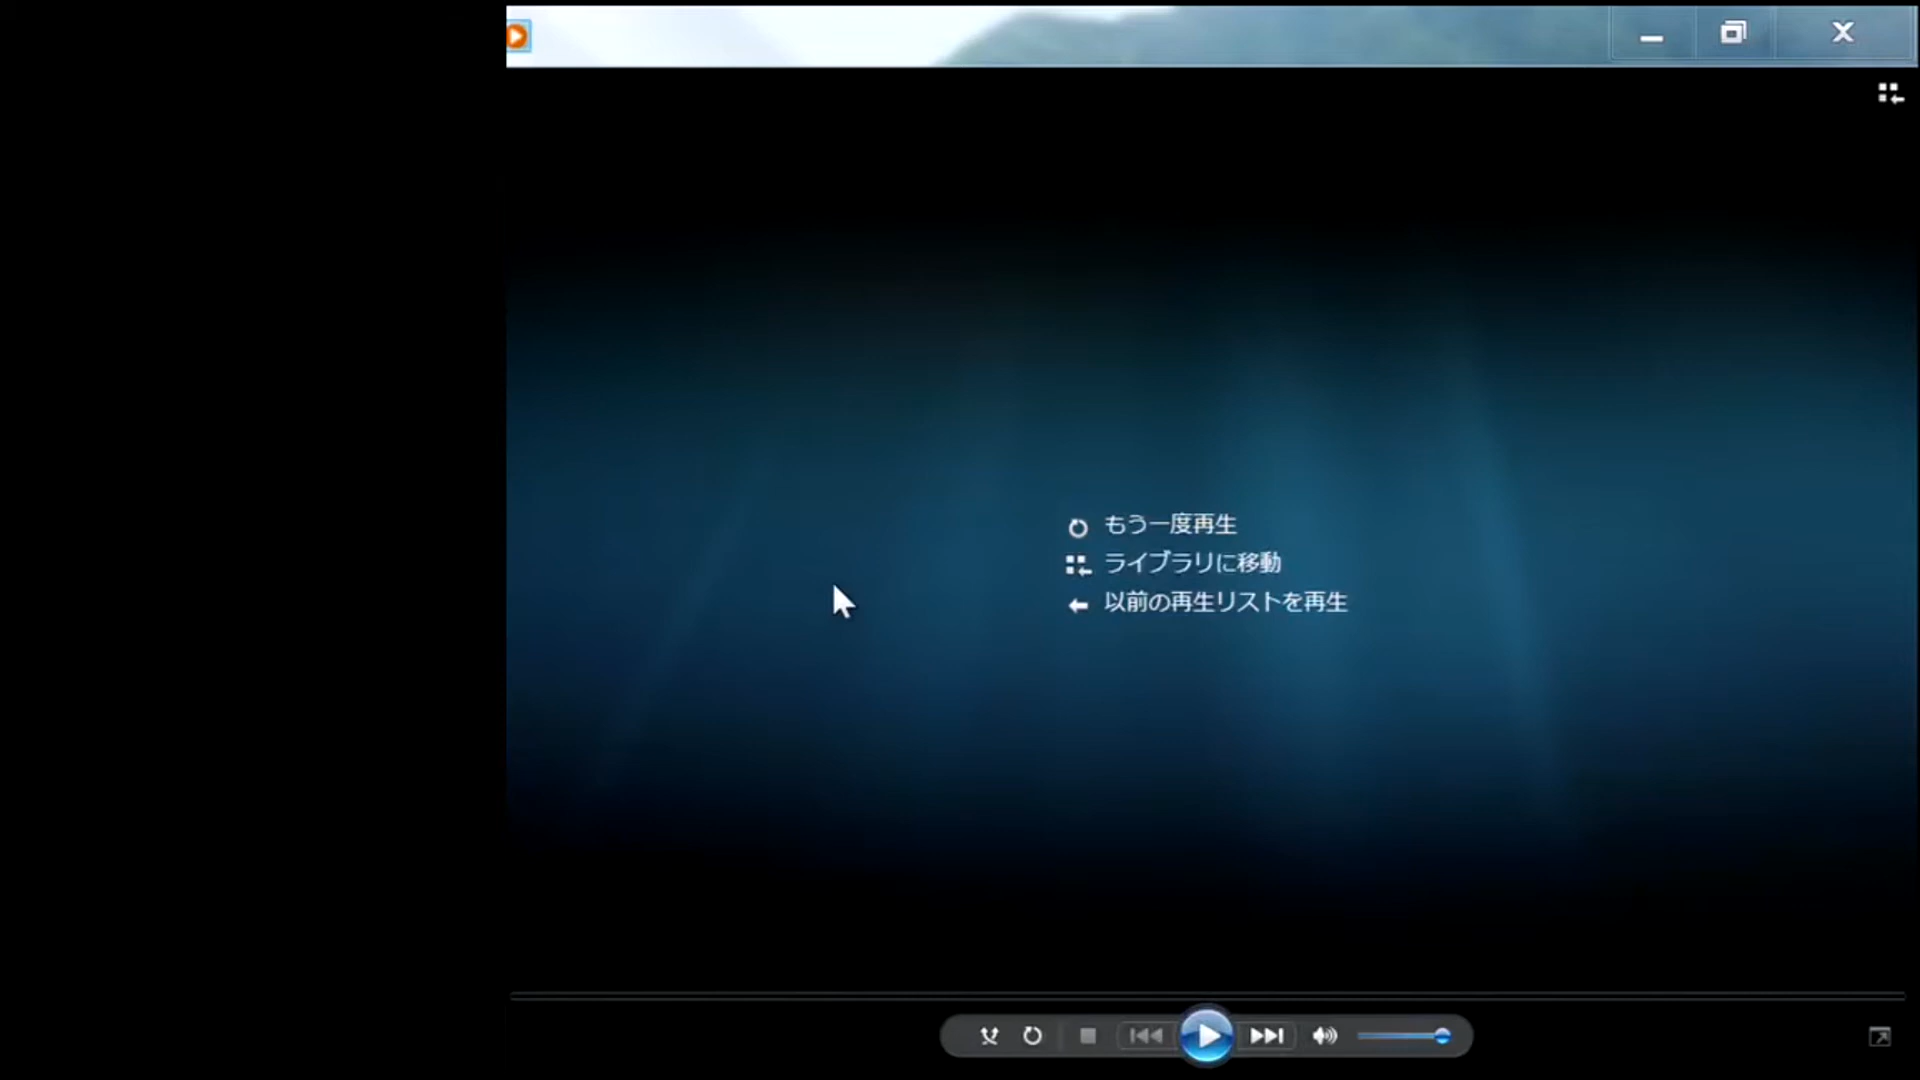 もう一度再生
ライブラリに移動
以前の再生リストを再生